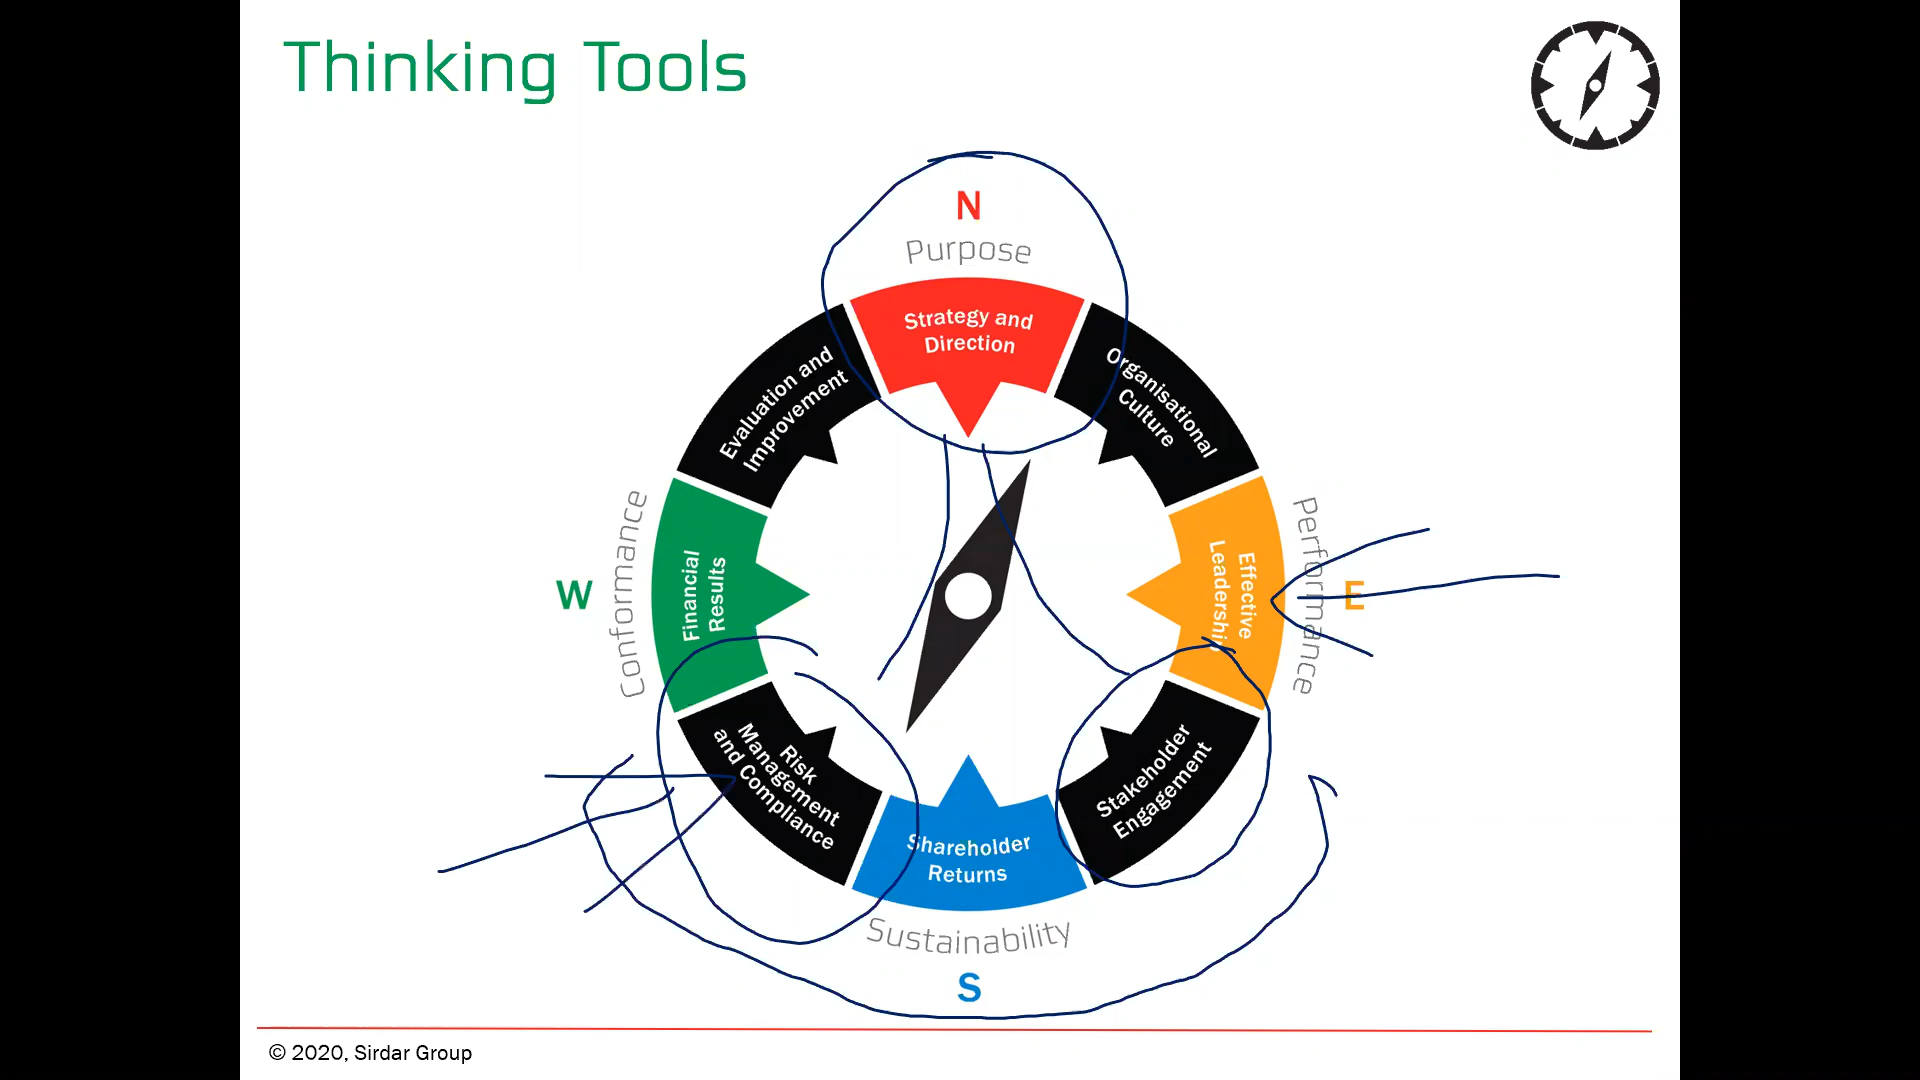 Thinking Tools
N
Purpose
Strategy and
Direction
Organisational
Culture
Performance
E
Effective
Leadership
Stakeholder
Engagement
Shareholder
Returns
Sustainability
S
Risk
Management
and Compliance
W
Conformance
Financial
Results
Evaluation and
Improvement
© 2020, Sirdar Group